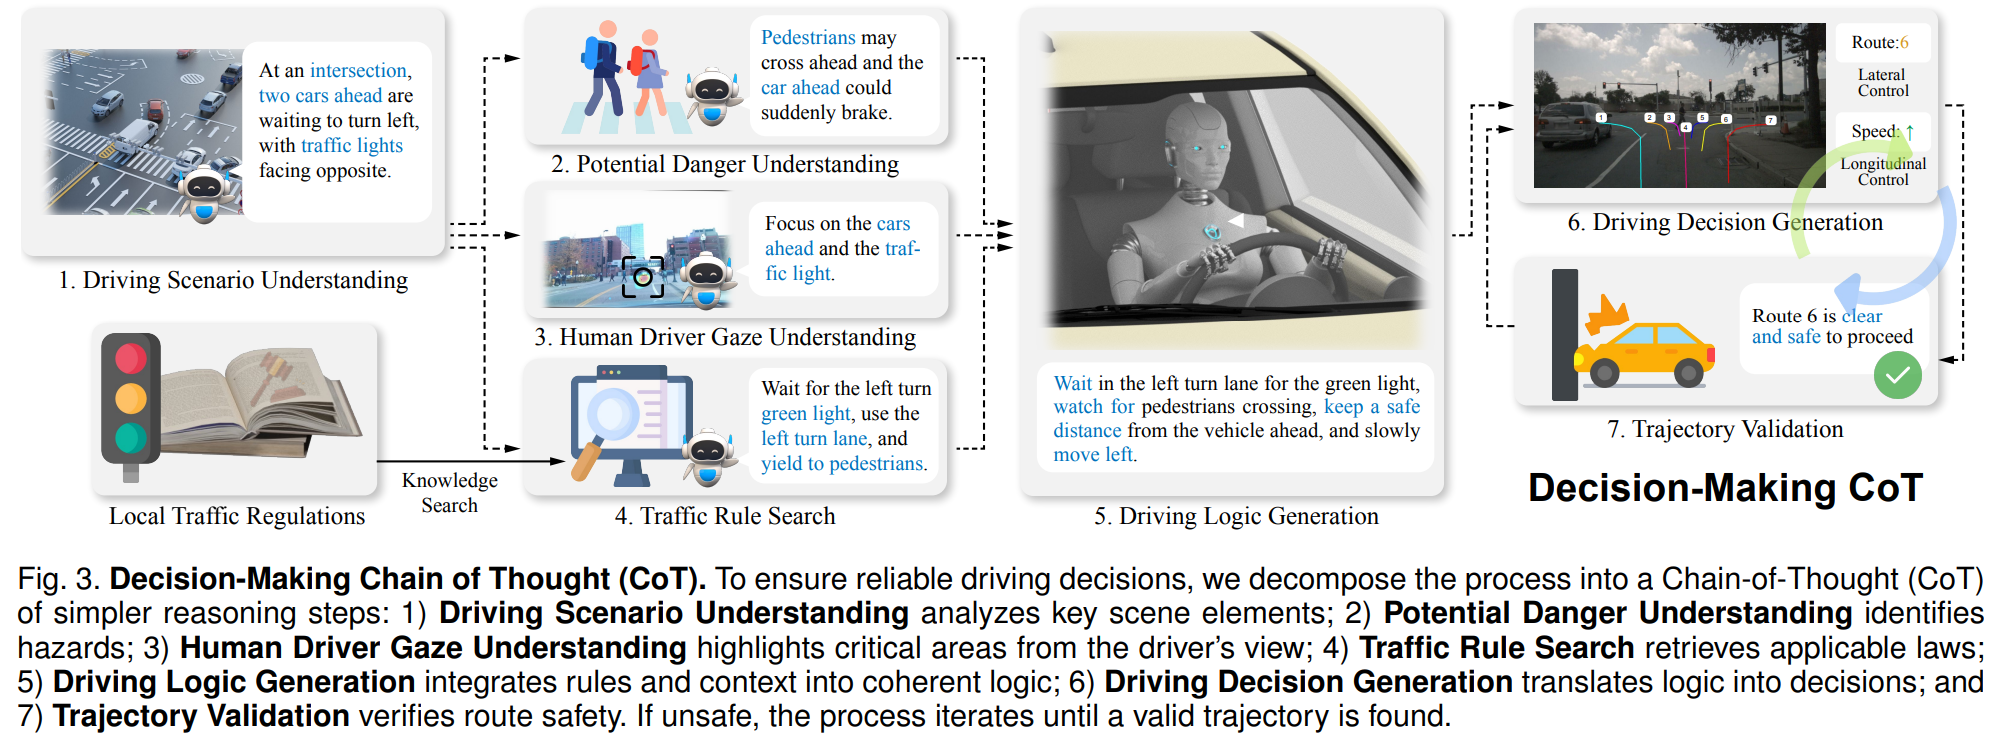 At an intersection,
two cars ahead are
waiting to turn left,
with traffic lights
facing opposite.
1. Driving Scenario Understanding
Local Traffic Regulations
Knowledge
Search
Pedestrians may
cross ahead and the
car ahead could
suddenly brake.
2. Potential Danger Understanding
Focus on the cars
ahead and the traf-
fic light.
3. Human Driver Gaze Understanding
Wait for the left turn
green light, use the
left turn lane, and
yield to pedestrians.
4. Traffic Rule Search
Wait in the left turn lane for the green light,
watch for pedestrians crossing, keep a safe
distance from the vehicle ahead, and slowly
move left.
5. Driving Logic Generation
1 2 3 4 5 6 7
Route:6
Lateral
Control
Speed: ↑
Longitudinal
Control
6. Driving Decision Generation
Route 6 is clear
and safe to proceed
7. Trajectory Validation
Decision-Making CoT
Fig. 3. Decision-Making Chain of Thought (CoT). To ensure reliable driving decisions, we decompose the process into a Chain-of-Thought (CoT)
of simpler reasoning steps: 1) Driving Scenario Understanding analyzes key scene elements; 2) Potential Danger Understanding identifies
hazards; 3) Human Driver Gaze Understanding highlights critical areas from the driver's view; 4) Traffic Rule Search retrieves applicable laws;
5) Driving Logic Generation integrates rules and context into coherent logic; 6) Driving Decision Generation translates logic into decisions; and
7) Trajectory Validation verifies route safety. If unsafe, the process iterates until a valid trajectory is found.